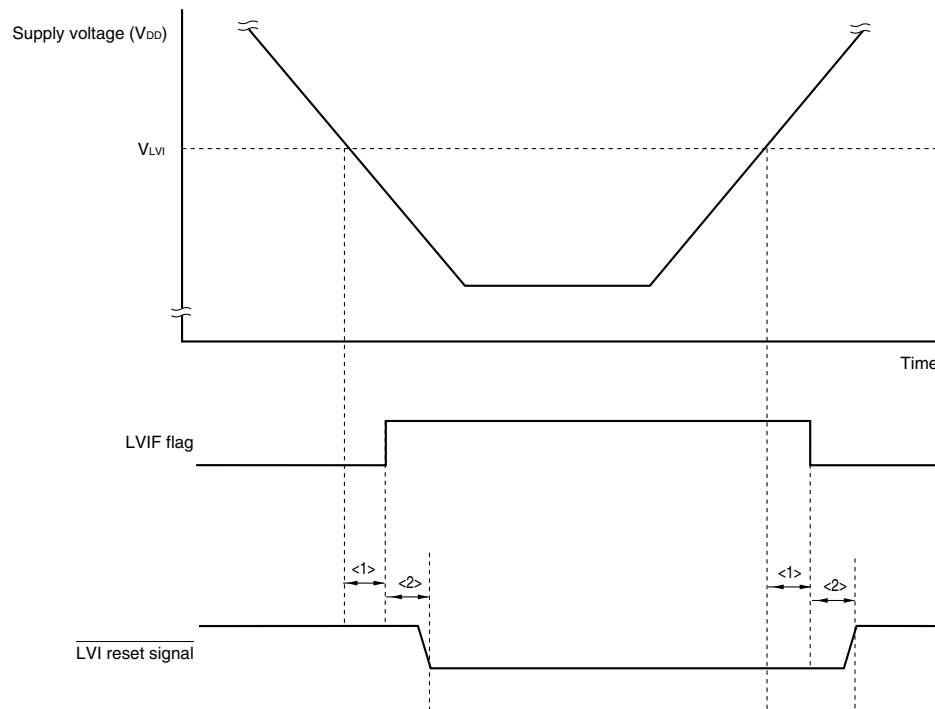 Supply voltage (VDD)
VLVI
Time
LVIF flag
<1>
<2>
<1>
<2>
LVI reset signal